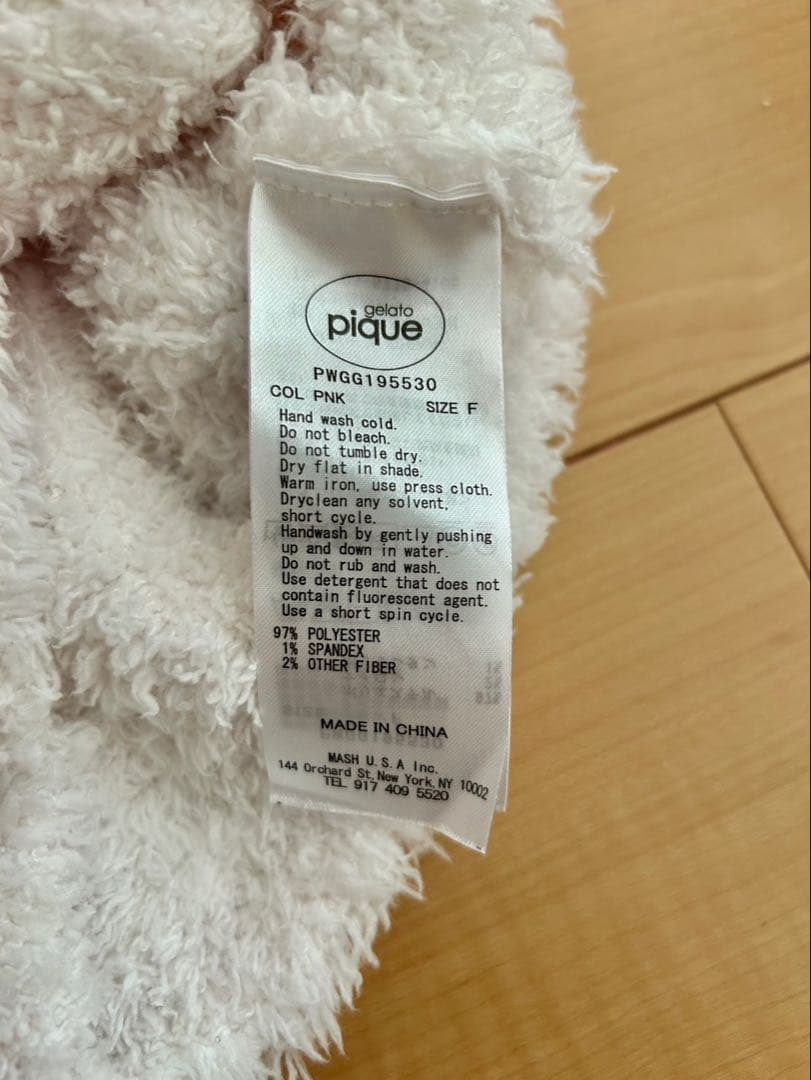 gelato
pique
PWGG195530
COL PNK SIZE F
Hand wash cold.
Do not bleach.
Do not tumble dry.
Dry flat in shade.
Warm iron, use press cloth.
Dryclean any solvent,
short cycle.
Handwash by gently pushing
up and down in water.
Do not rub and wash.
Use detergent that does not
contain fluorescent agent.
Use a short spin cycle.
97% POLYESTER
1% SPANDEX
2% OTHER FIBER
MADE IN CHINA
MASH U.S.A Inc.
144 Orchard St, New York, NY 10002
TEL 917 409 5520